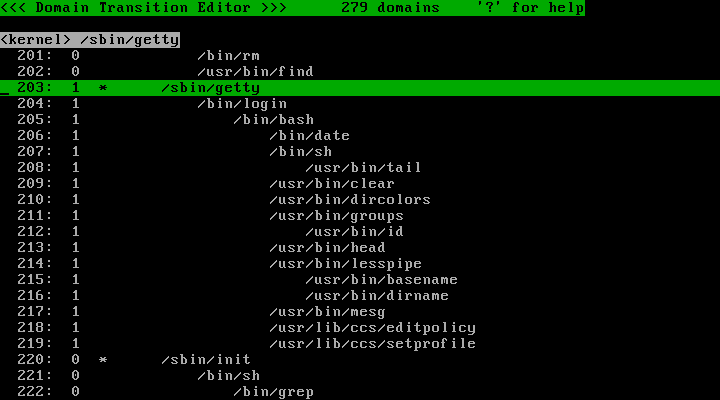 <<< Domain Transition Editor >>>      279 domains    '?' for help
<kernel> /sbin/getty
201:  0             /bin/rm
202:  0             /usr/bin/find
_ 203:  1  *      /sbin/getty
204:  1             /bin/login
205:  1                 /bin/bash
206:  1                     /bin/date
207:  1                     /bin/sh
208:  1                         /usr/bin/tail
209:  1                     /usr/bin/clear
210:  1                     /usr/bin/dircolors
211:  1                     /usr/bin/groups
212:  1                         /usr/bin/id
213:  1                     /usr/bin/head
214:  1                     /usr/bin/lesspipe
215:  1                         /usr/bin/basename
216:  1                         /usr/bin/dirname
217:  1                     /usr/bin/mesg
218:  1                     /usr/lib/ccs/editpolicy
219:  1                     /usr/lib/ccs/setprofile
220:  0  *      /sbin/init
221:  0             /bin/sh
222:  0                 /bin/grep